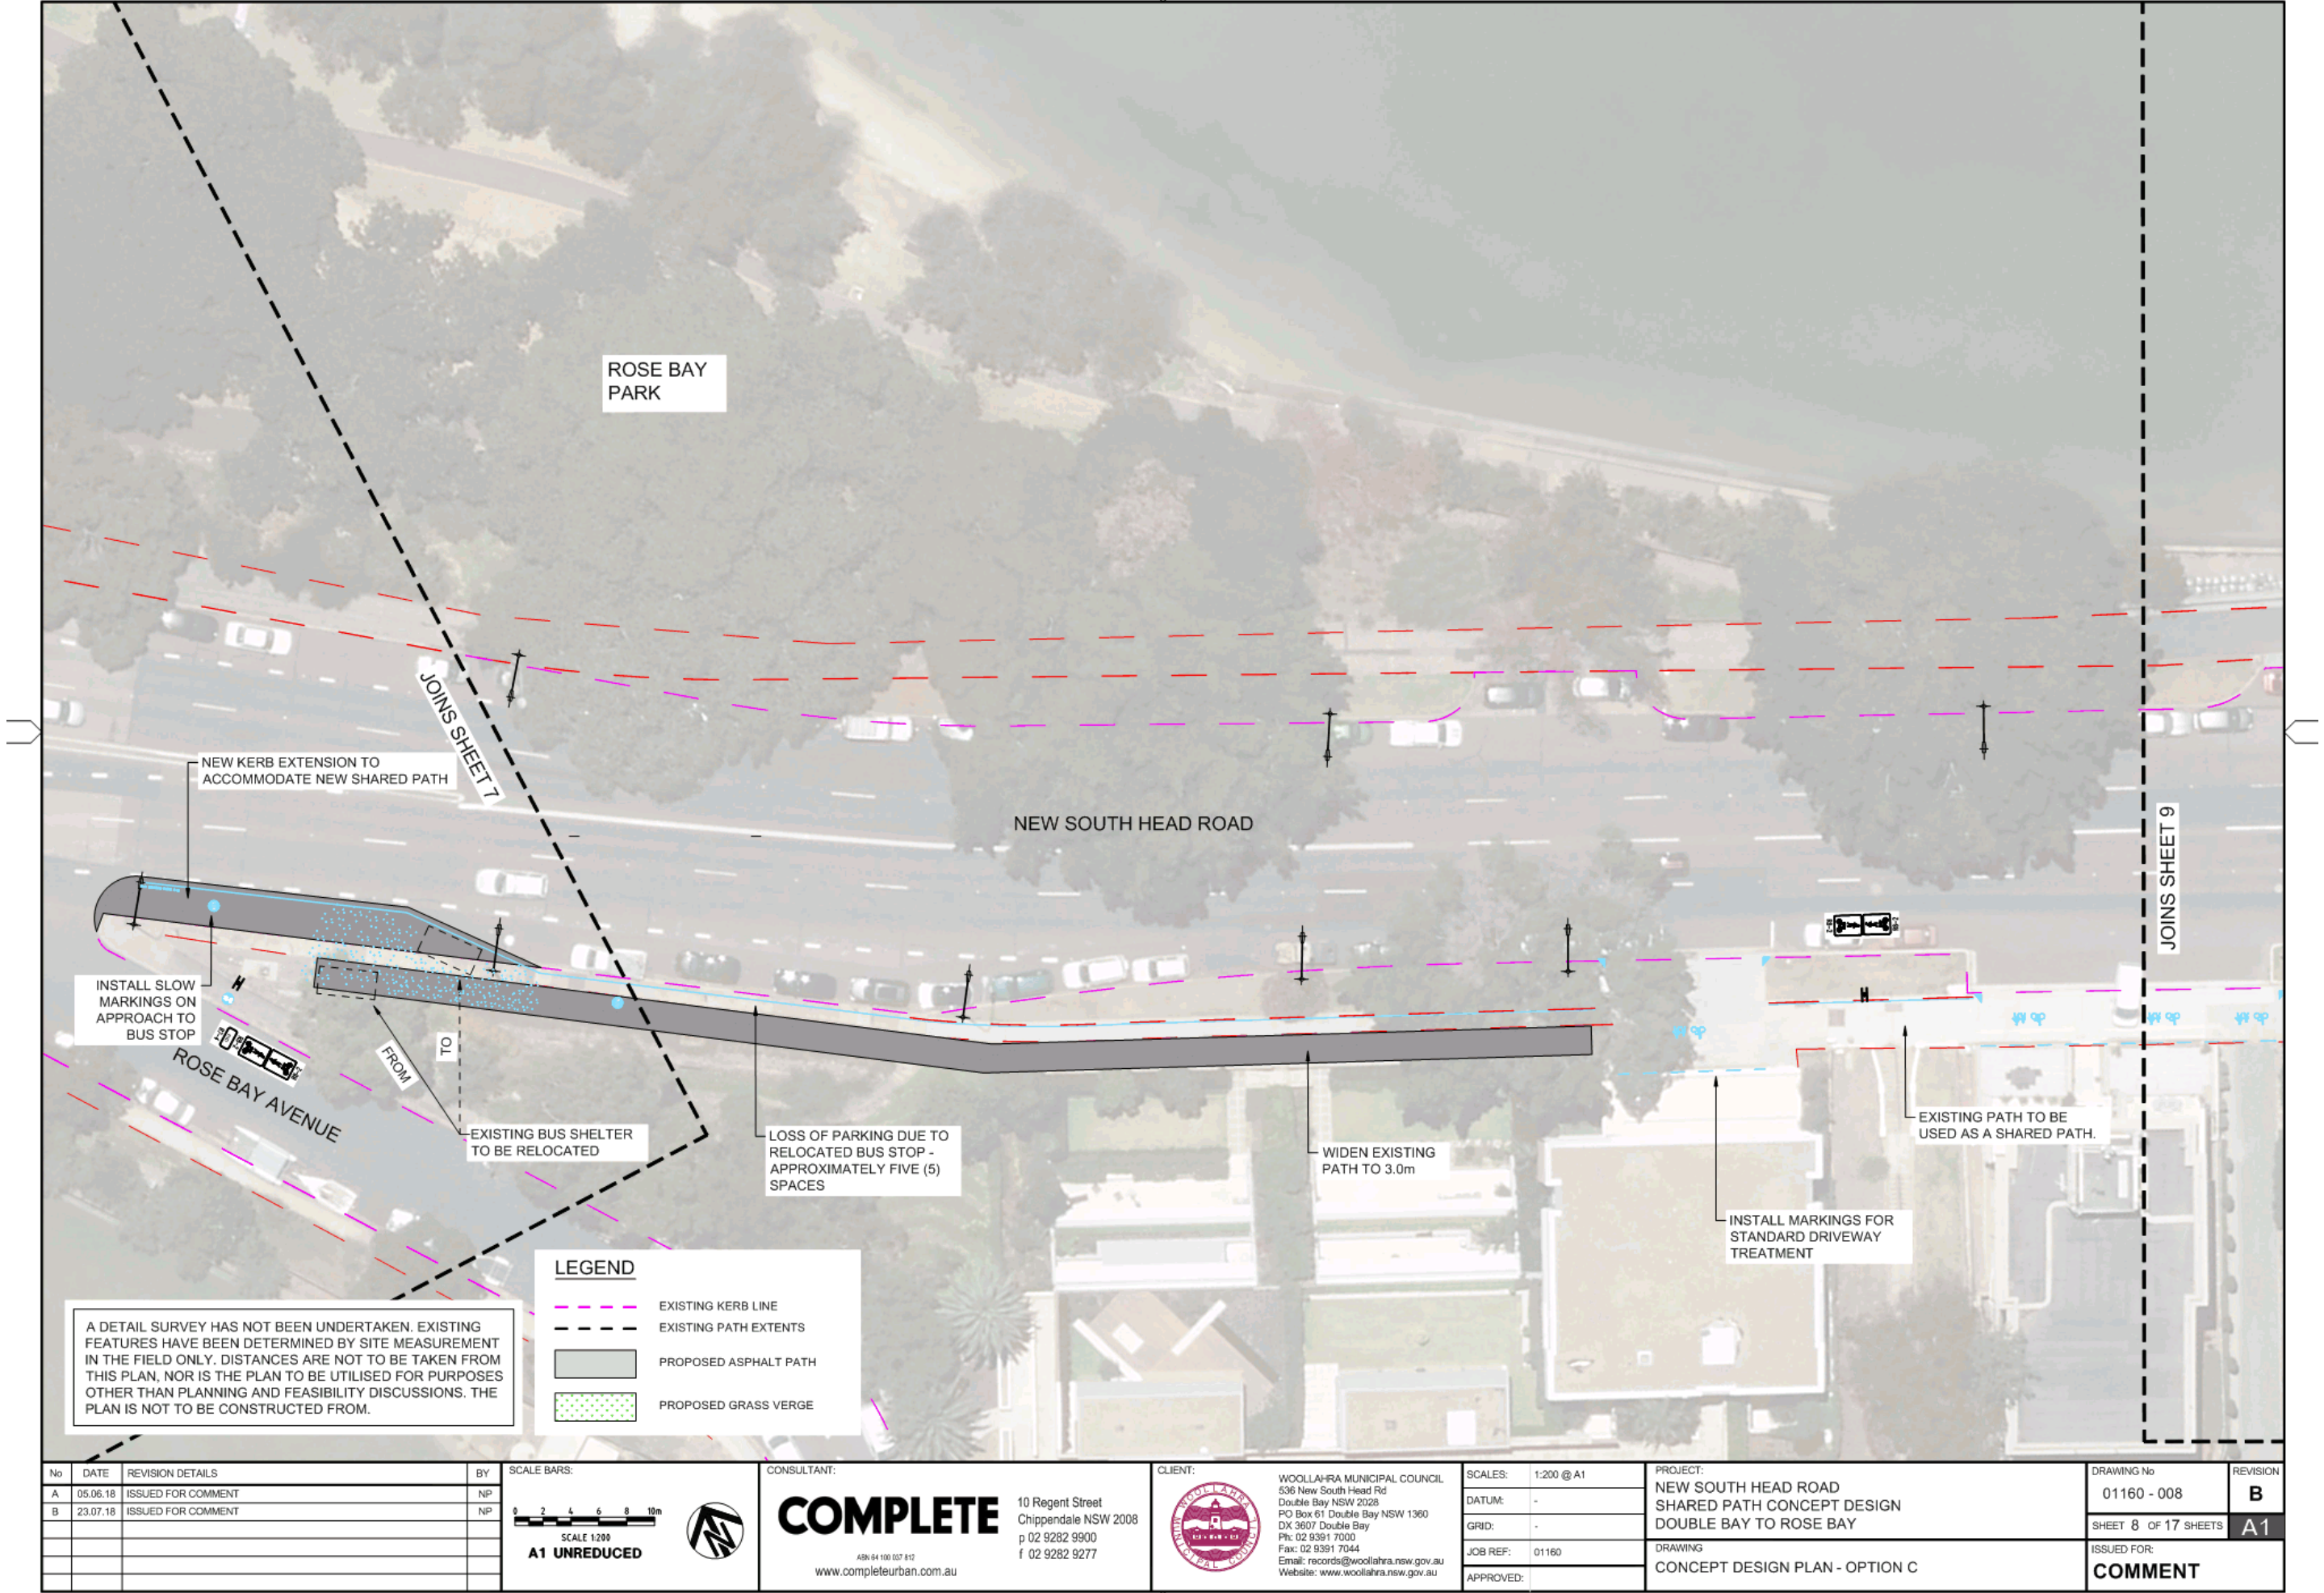 ROSE BAY
PARK
JOINS SHEET 7
NEW KERB EXTENSION TO
ACCOMMODATE NEW SHARED PATH
NEW SOUTH HEAD ROAD
JOINS SHEET 9
INSTALL SLOW
MARKINGS ON
APPROACH TO
BUS STOP
ROSE BAY AVENUE
FROM
TO
EXISTING BUS SHELTER
TO BE RELOCATED
LOSS OF PARKING DUE TO
RELOCATED BUS STOP -
APPROXIMATELY FIVE (5)
SPACES
WIDEN EXISTING
PATH TO 3.0m
EXISTING PATH TO BE
USED AS A SHARED PATH.
INSTALL MARKINGS FOR
STANDARD DRIVEWAY
TREATMENT
LEGEND
EXISTING KERB LINE
EXISTING PATH EXTENTS
PROPOSED ASPHALT PATH
PROPOSED GRASS VERGE
A DETAIL SURVEY HAS NOT BEEN UNDERTAKEN. EXISTING
FEATURES HAVE BEEN DETERMINED BY SITE MEASUREMENT
IN THE FIELD ONLY. DISTANCES ARE NOT TO BE TAKEN FROM
THIS PLAN, NOR IS THE PLAN TO BE UTILISED FOR PURPOSES
OTHER THAN PLANNING AND FEASIBILITY DISCUSSIONS. THE
PLAN IS NOT TO BE CONSTRUCTED FROM.
No DATE REVISION DETAILS BY
A 05.06.18 ISSUED FOR COMMENT NP
B 23.07.18 ISSUED FOR COMMENT NP
SCALE BARS:
0 2 4 6 8 10m
SCALE 1:200
A1 UNREDUCED
N
CONSULTANT:
COMPLETE
ABN 64 100 037 812
www.completeurban.com.au
10 Regent Street
Chippendale NSW 2008
p 02 9282 9900
f 02 9282 9277
CLIENT:
WOOLLAHRA
MUNICIPAL COUNCIL
WOOLLAHRA MUNICIPAL COUNCIL
536 New South Head Rd
Double Bay NSW 2028
PO Box 61 Double Bay NSW 1360
DX 3607 Double Bay
Ph: 02 9391 7000
Fax: 02 9391 7044
Email: records@woollahra.nsw.gov.au
Website: www.woollahra.nsw.gov.au
SCALES: 1:200 @ A1
DATUM: -
GRID: -
JOB REF: 01160
APPROVED:
PROJECT:
NEW SOUTH HEAD ROAD
SHARED PATH CONCEPT DESIGN
DOUBLE BAY TO ROSE BAY
DRAWING
CONCEPT DESIGN PLAN - OPTION C
DRAWING No
01160 - 008
REVISION
B
SHEET 8 OF 17 SHEETS
A1
ISSUED FOR:
COMMENT